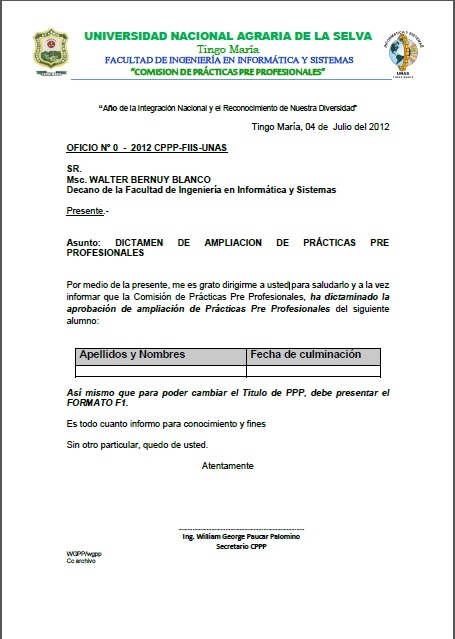 UNIVERSIDAD NACIONAL AGRARIA DE LA SELVA
Tingo María
FACULTAD DE INGENIERÍA EN INFORMÁTICA Y SISTEMAS
"COMISION DE PRÁCTICAS PRE PROFESIONALES"
"Año de la Integración Nacional y el Reconocimiento de Nuestra Diversidad"
Tingo María, 04 de Julio del 2012
OFICIO Nº 0 - 2012 CPPP-FIIS-UNAS
SR.
Msc. WALTER BERNUY BLANCO
Decano de la Facultad de Ingeniería en Informática y Sistemas
Presente.-
Asunto: DICTAMEN DE AMPLIACION DE PRÁCTICAS PRE
PROFESIONALES
Por medio de la presente, me es grato dirigirme a usted para saludarlo y a la vez
informar que la Comisión de Prácticas Pre Profesionales, ha dictaminado la
aprobación de ampliación de Prácticas Pre Profesionales del siguiente
alumno:
Apellidos y Nombres Fecha de culminación
Así mismo que para poder cambiar el Titulo de PPP, debe presentar el
FORMATO F1.
Es todo cuanto informo para conocimiento y fines
Sin otro particular, quedo de usted.
Atentamente
Ing. William George Paucar Palomino
Secretario CPPP
WGPP/wgpp
Cc archivo